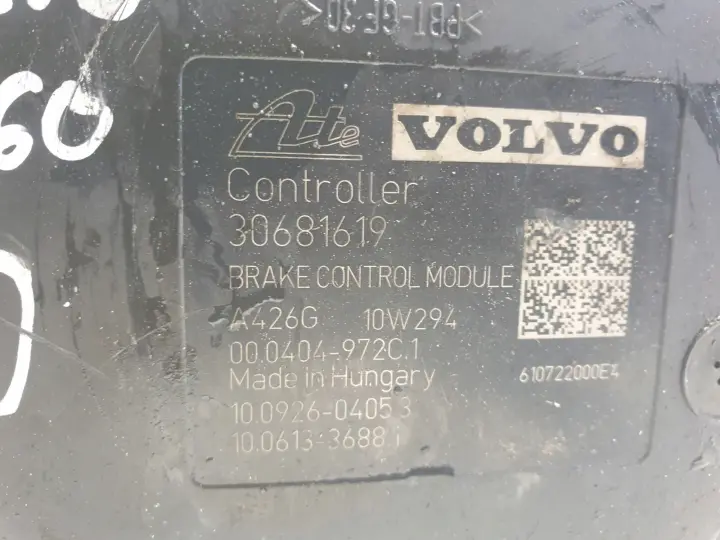 >PBT-GF30<
60
Ate VOLVO
Controller
30681619
BRAKE CONTROL MODULE
A426G 10W294
00.0404-972C.1
Made in Hungary
610722000E4
10.0926-0405.3
10.0613-3688.1